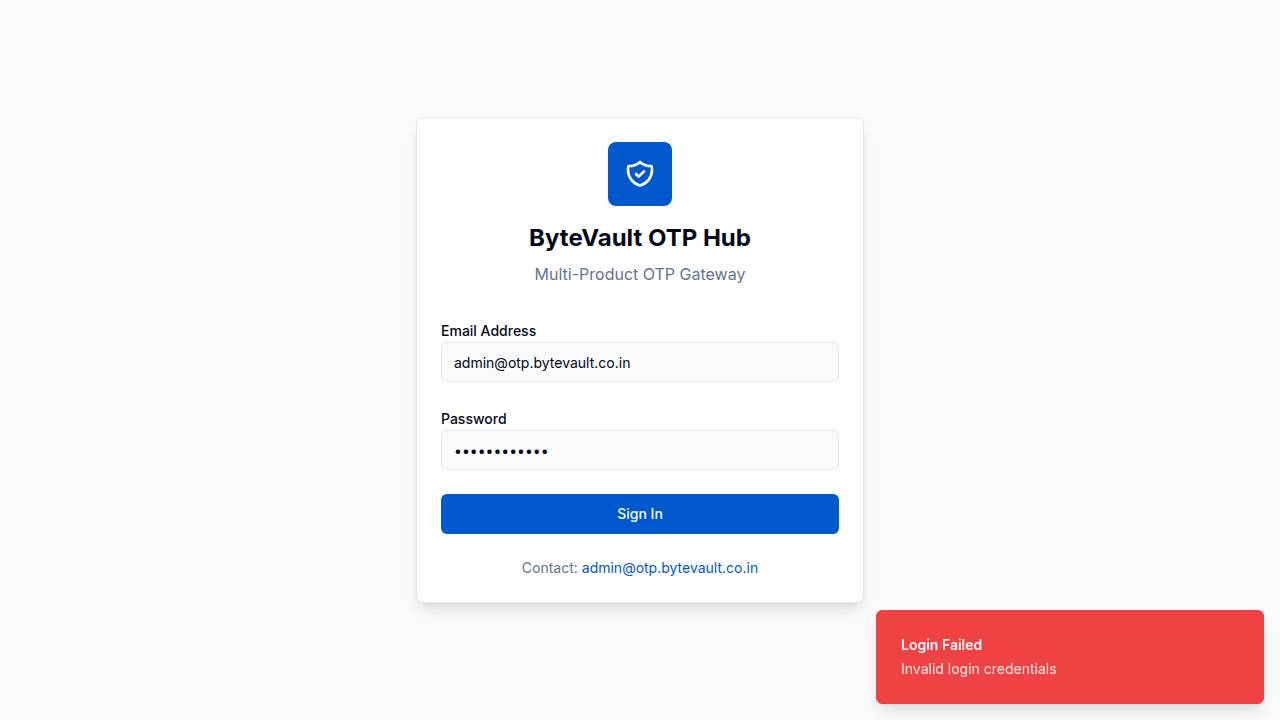 ByteVault OTP Hub
Multi-Product OTP Gateway
Email Address
admin@otp.bytevault.co.in
Password
••••••••••••
Sign In
Contact: admin@otp.bytevault.co.in
Login Failed
Invalid login credentials